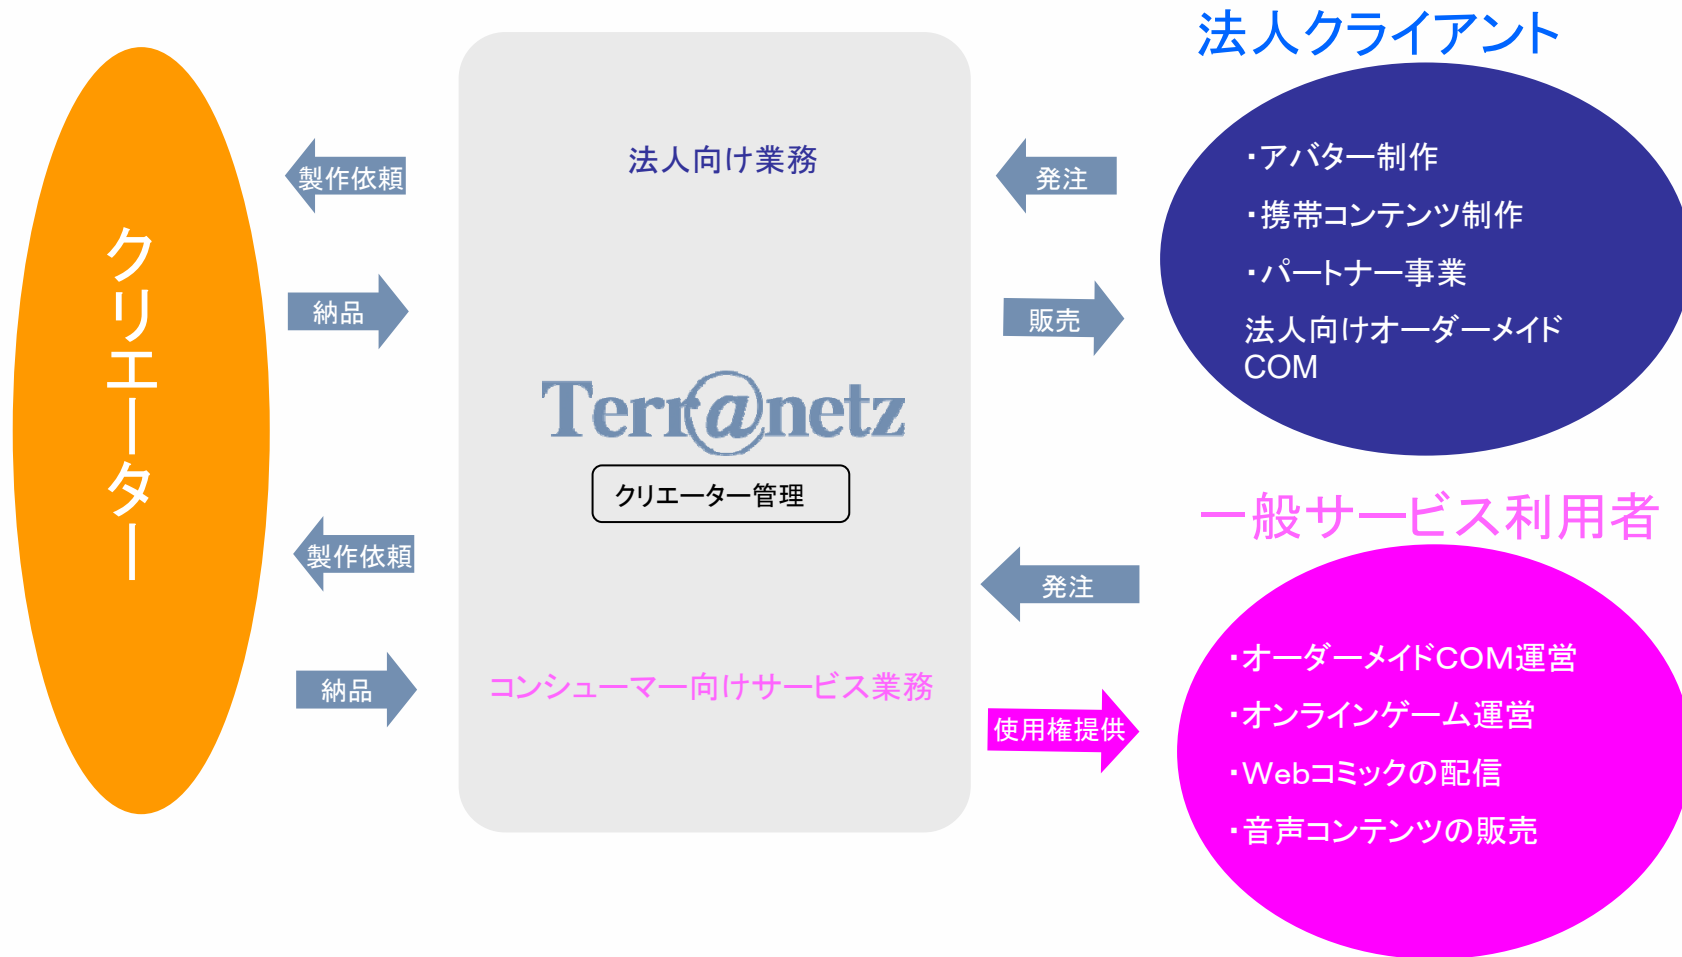 法人クライアント
クリエーター
製作依頼
納品
製作依頼
納品
法人向け業務
Terr@netz
クリエーター管理
コンシューマー向けサービス業務
発注
販売
・アバター制作
・携帯コンテンツ制作
・パートナー事業
法人向けオーダーメイド
COM
一般サービス利用者
発注
使用権提供
・オーダーメイドCOM運営
・オンラインゲーム運営
・Webコミックの配信
・音声コンテンツの販売